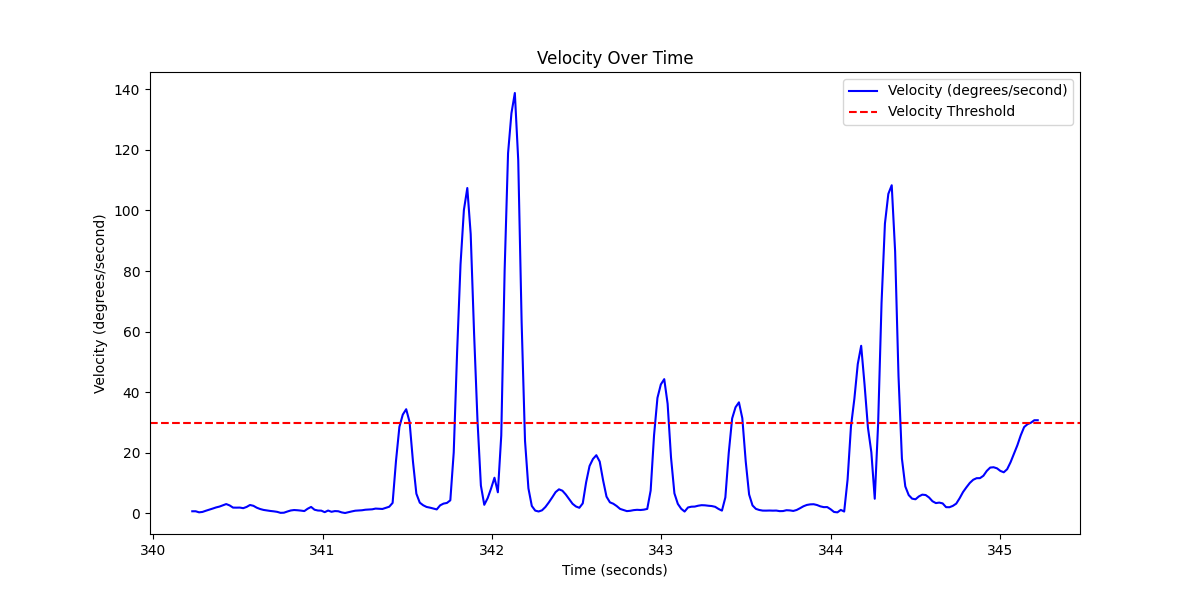 Velocity Over Time
Velocity (degrees/second)
Velocity Threshold
140
120
100
80
60
40
20
0
Velocity (degrees/second)
340
341
342
343
344
345
Time (seconds)